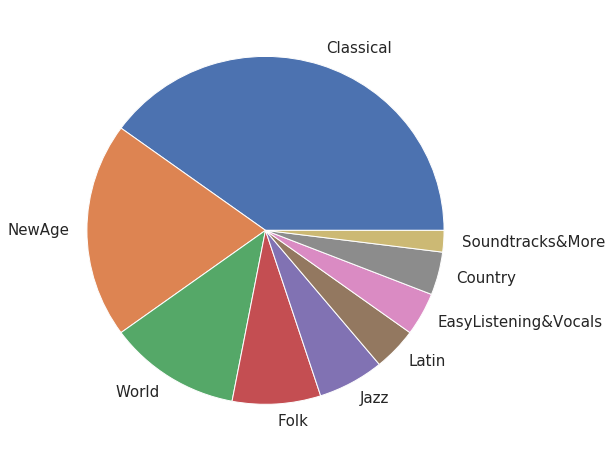 Classical
NewAge
Soundtracks&More
Country
EasyListening&Vocals
Latin
World
Jazz
Folk